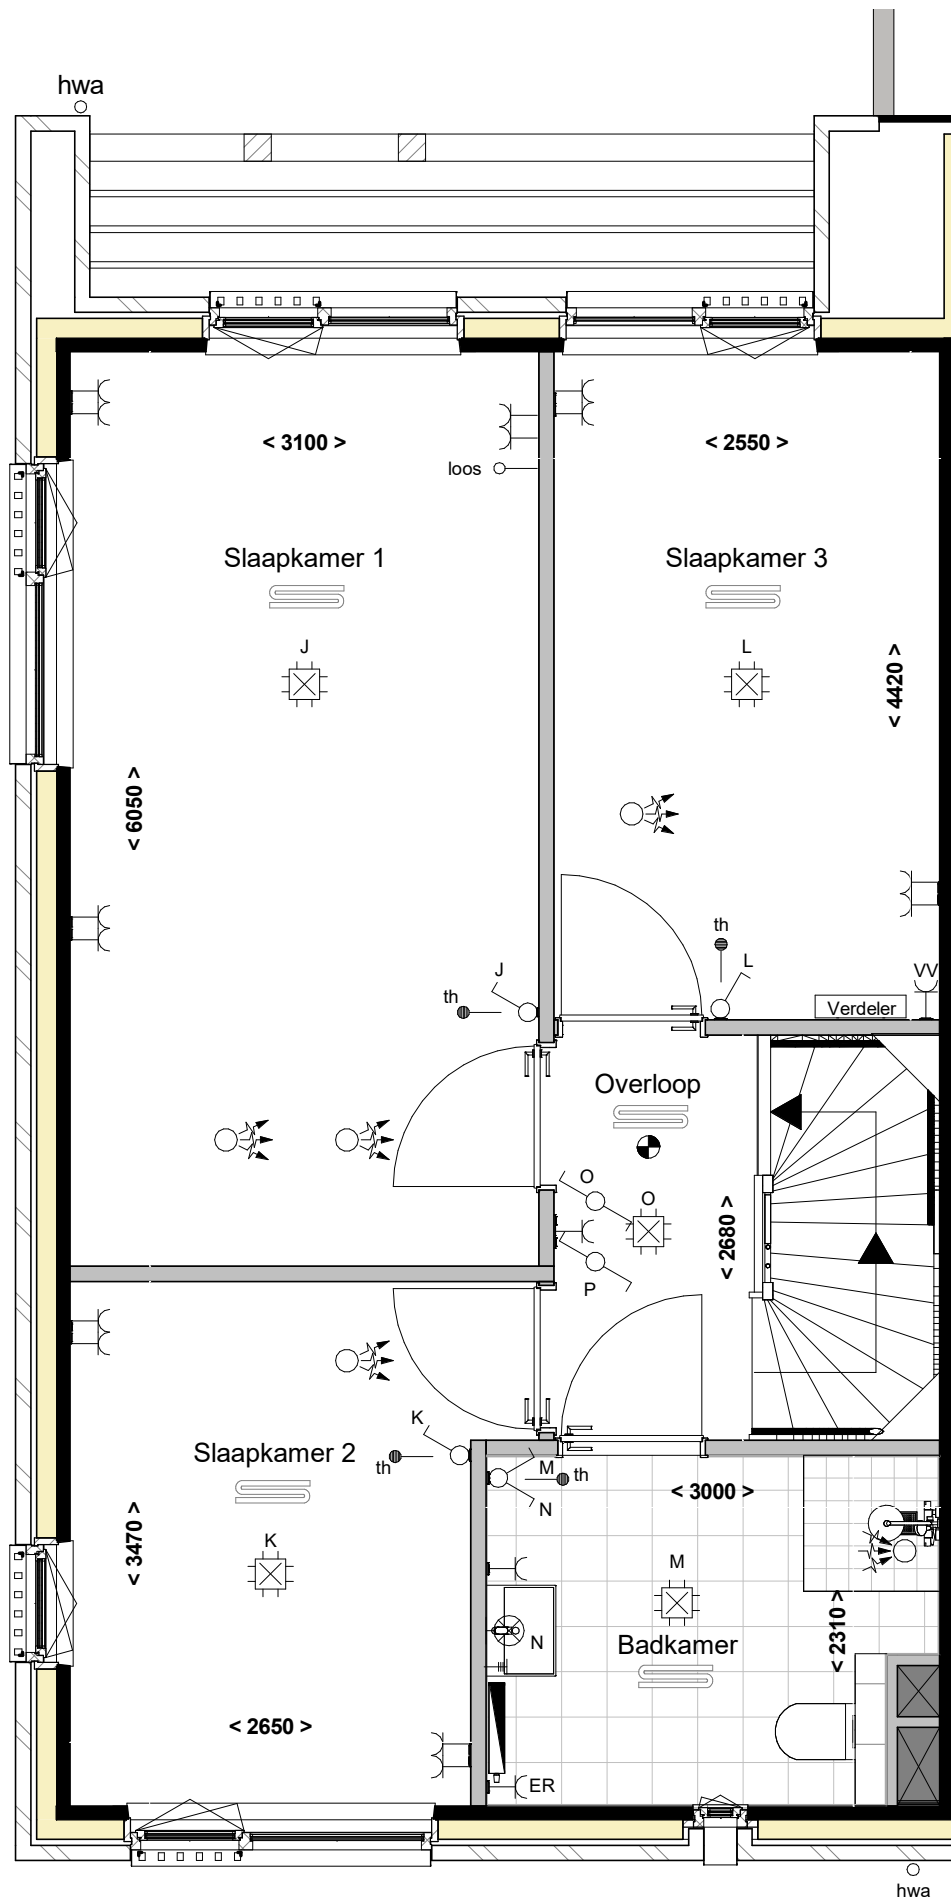 hwa
< 3100 >
< 2550 >
loos
Slaapkamer 1
Slaapkamer 3
J
L
< 4420 >
< 6050 >
th
L
J
th
VV
Verdeler
Overloop
O
O
< 2680 >
P
K
Slaapkamer 2
th
M
th
N
< 3000 >
< 3470 >
K
M
N
Badkamer
< 2310 >
< 2650 >
ER
hwa